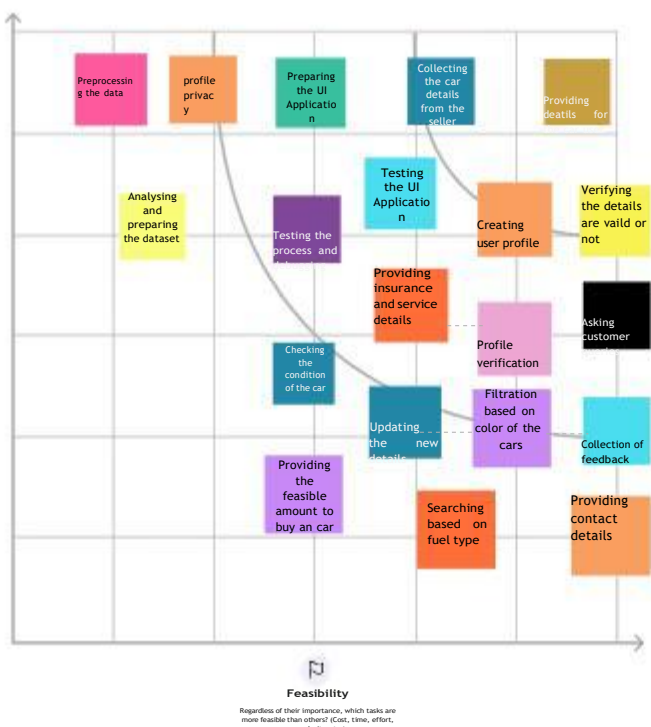 Preprocessin
g the data
profile
privac
y
Preparing
the UI
Applicatio
n
Collecting
the car
details
from the
seller
Providing
deatils for
Analysing
and
preparing
the dataset
Testing the
process and
Testing
the UI
Applicatio
n
Creating
user profile
Verifying
the details
are vaild or
not
Providing
insurance
and service
details
Profile
verification
Asking
customer
Checking
the
condition
of the car
Updating
the new
details
Filtration
based on
color of the
cars
Collection of
feedback
Providing
the
feasible
amount to
buy an car
Searching
based on
fuel type
Providing
contact
details
Feasibility
Regardless of their importance, which tasks are
more feasible than others? (Cost, time, effort,